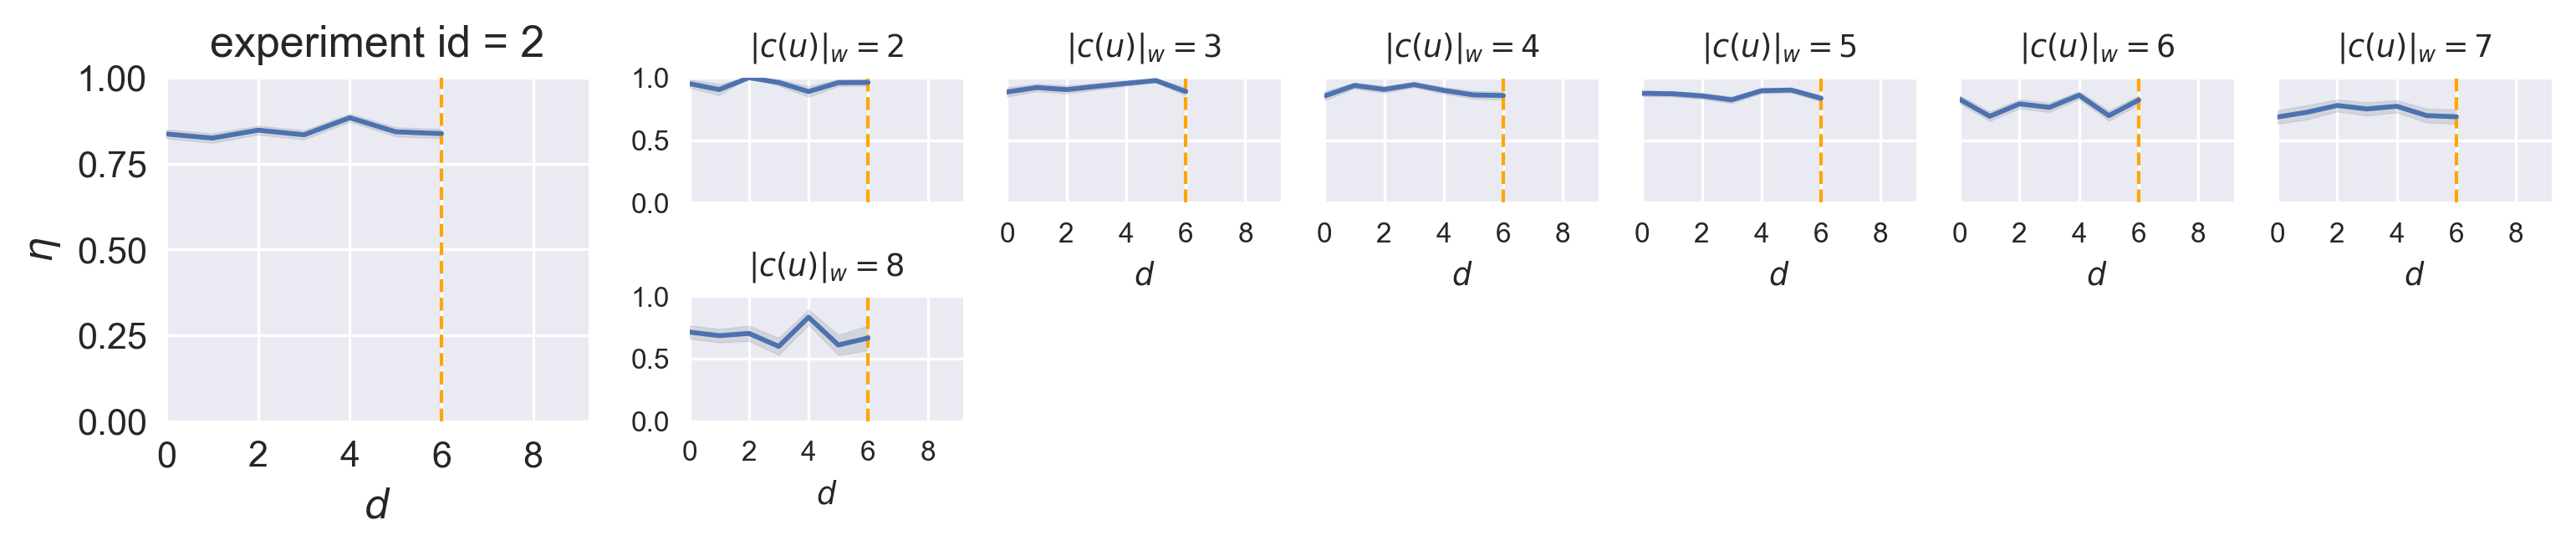 experiment id = 2
1.00
0.75
0.50
0.25
0.00
η
0 2 4 6 8
d
|c(u)|w = 2
1.0
0.5
0.0
|c(u)|w = 3
0 2 4 6 8
d
|c(u)|w = 4
0 2 4 6 8
d
|c(u)|w = 5
0 2 4 6 8
d
|c(u)|w = 6
0 2 4 6 8
d
|c(u)|w = 7
0 2 4 6 8
d
|c(u)|w = 8
1.0
0.5
0.0
0 2 4 6 8
d